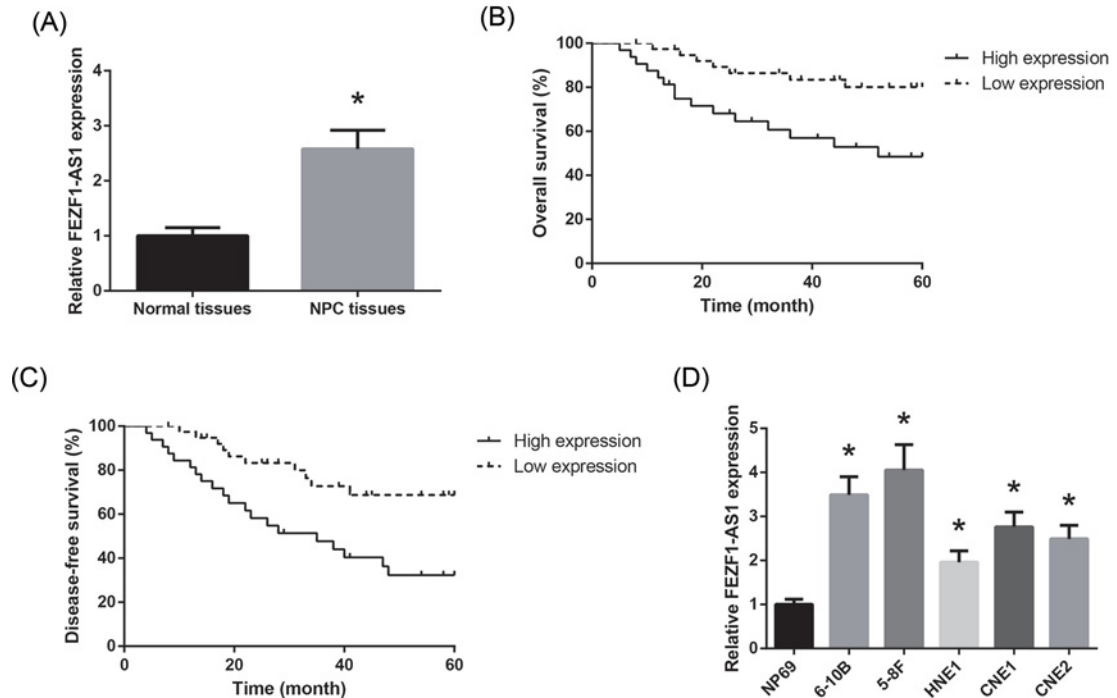 (A)
Relative FEZF1-AS1 expression
4
3
2
1
0
*
Normal tissues
NPC tissues
(B)
Overall survival (%)
100
80
60
40
20
0
0
20
40
60
Time (month)
High expression
Low expression
(C)
Disease-free survival (%)
100
80
60
40
20
0
0
20
40
60
Time (month)
High expression
Low expression
(D)
Relative FEZF1-AS1 expression
5
4
3
2
1
0
*
*
*
*
*
NP69
6-10B
5-8F
HNE1
CNE1
CNE2